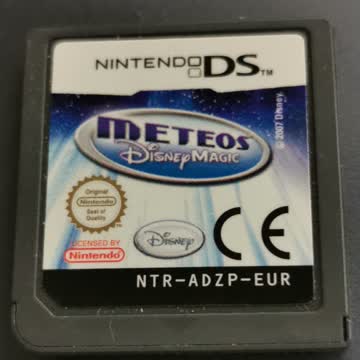 NINTENDO DS™
METEOS
Disney MAGIC
© 2007 Disney
Original
Nintendo
Seal of
Quality
LICENSED BY
Nintendo
Disney
CE
NTR-ADZP-EUR